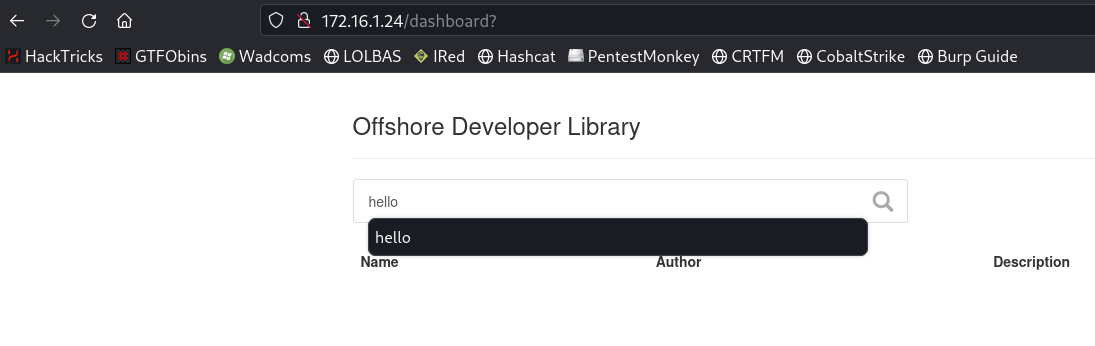 172.16.1.24/dashboard?
HackTricks GTFObins Wadcoms LOLBAS IRed Hashcat PentestMonkey CRTFM CobaltStrike Burp Guide
Offshore Developer Library
hello
hello
Name Author Description